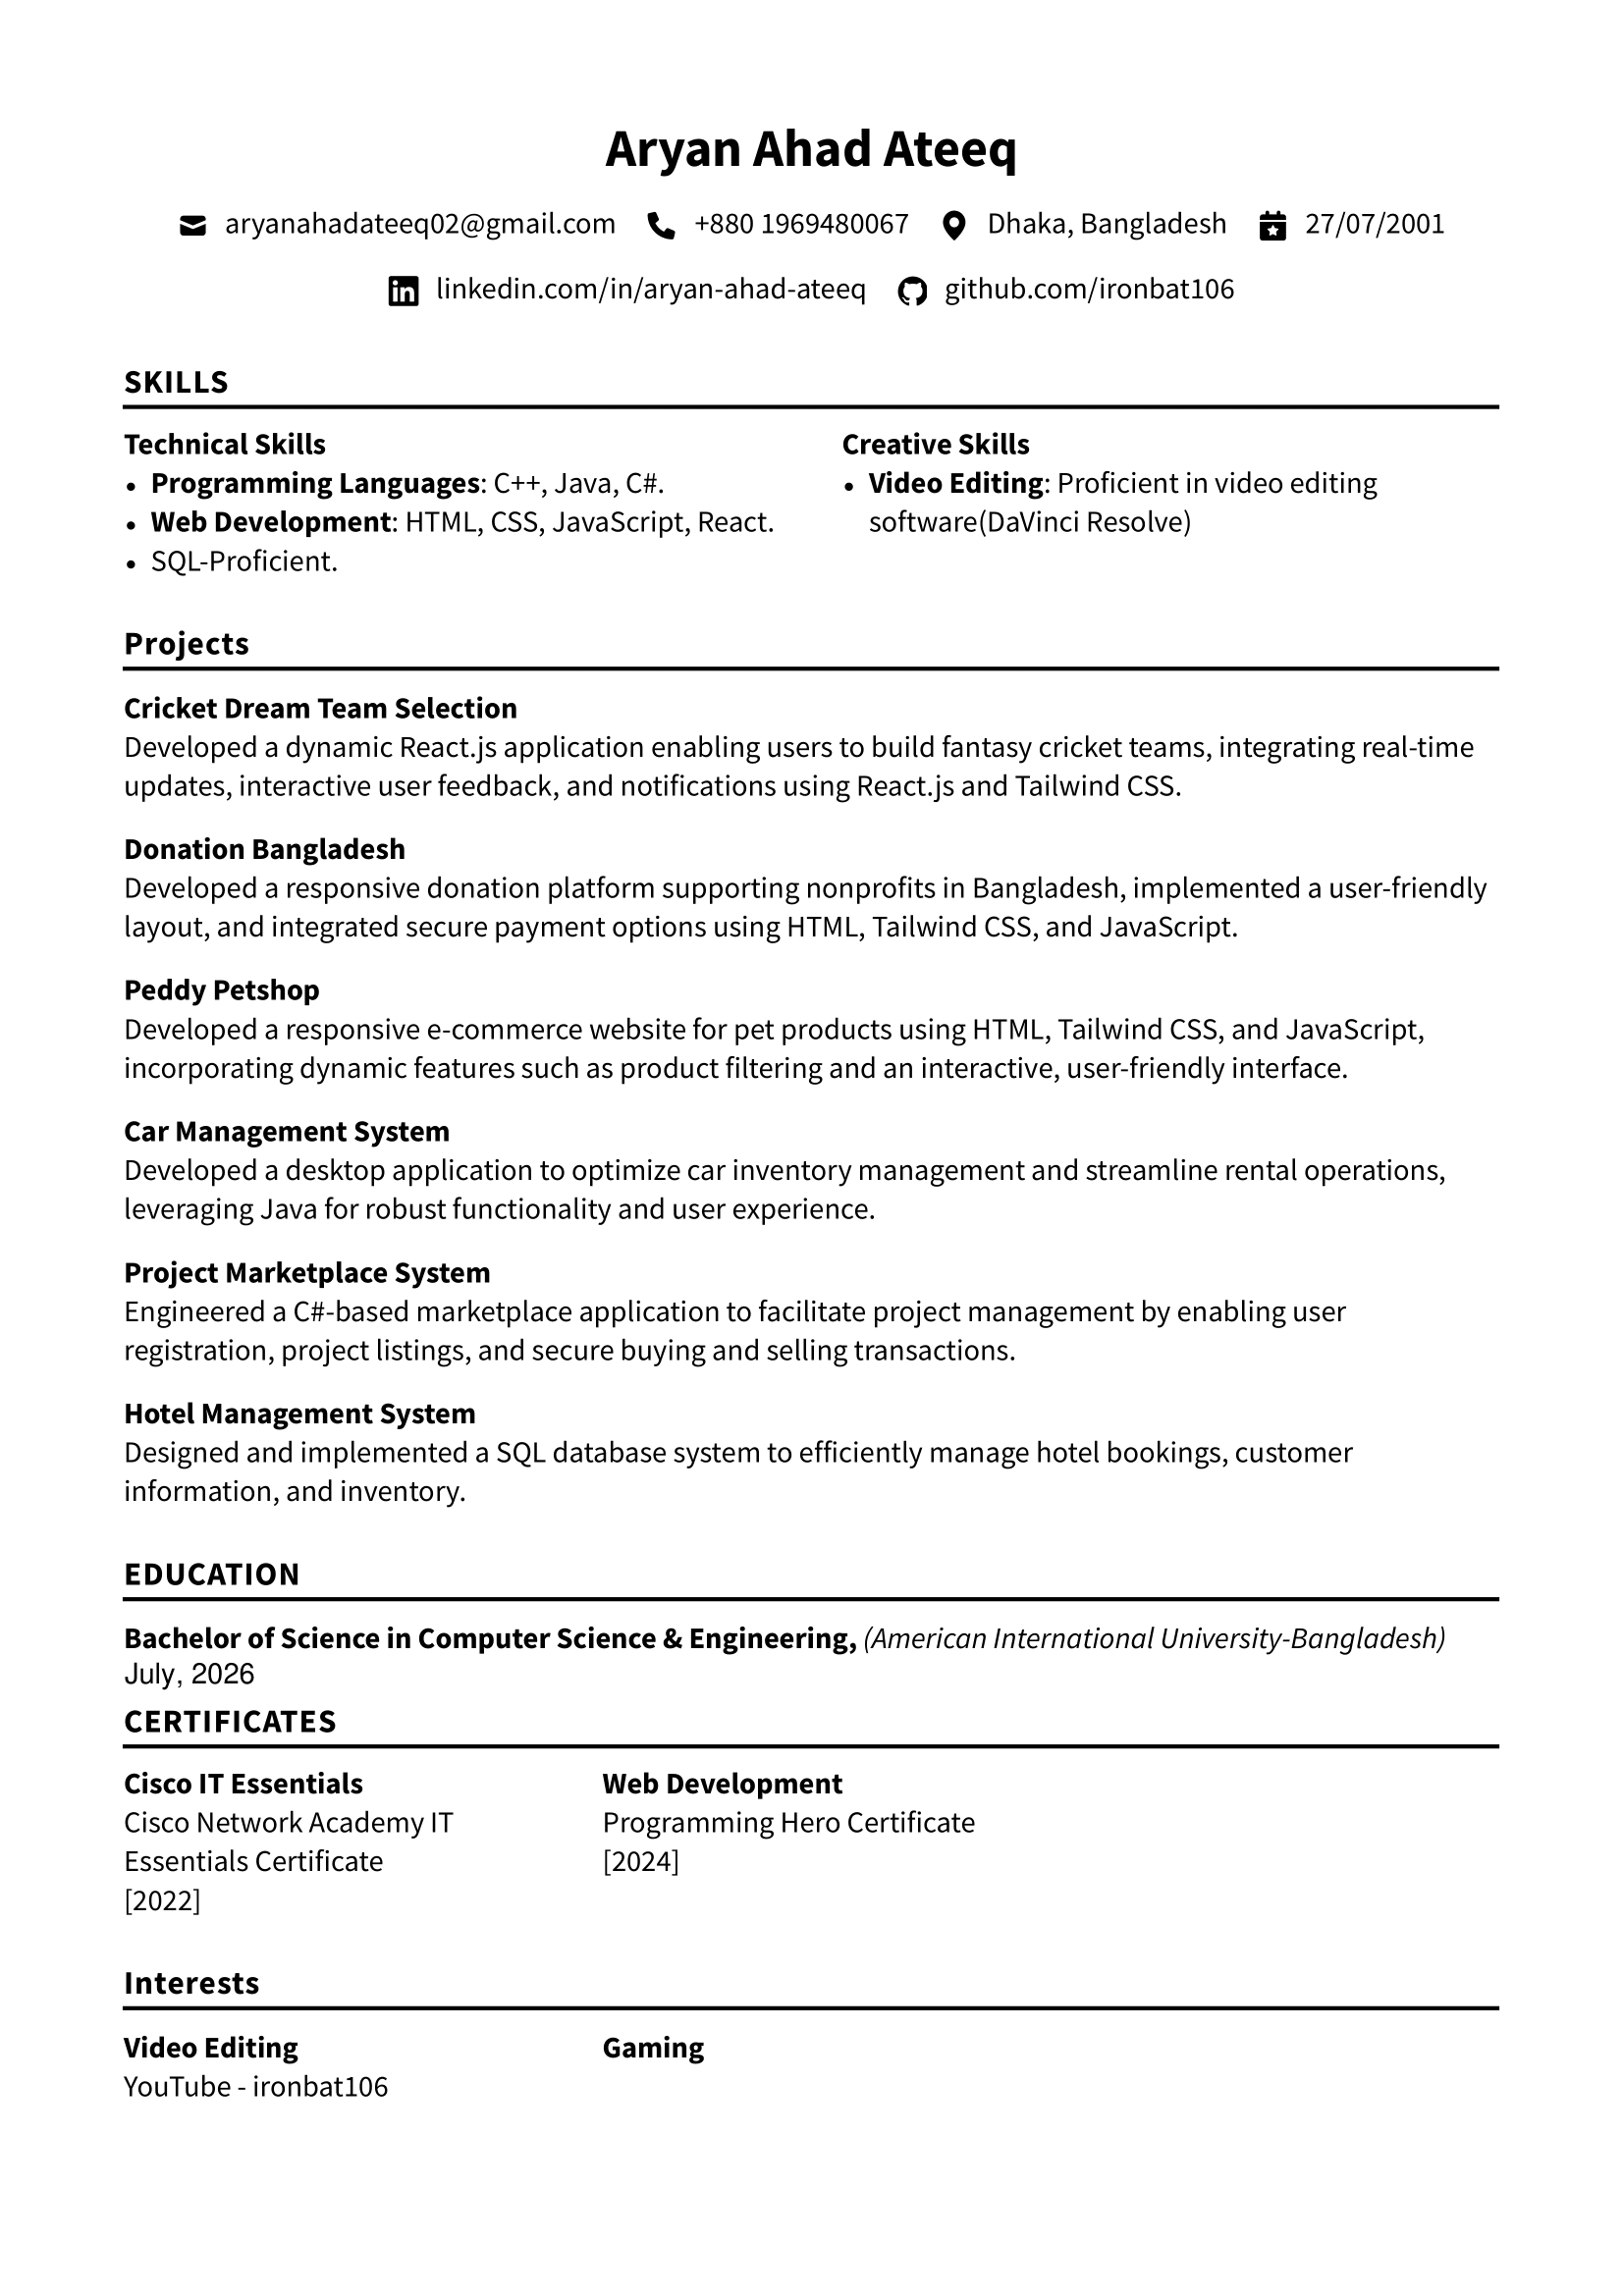 Aryan Ahad Ateeq
aryanahadateeq02@gmail.com +880 1969480067 Dhaka, Bangladesh 27/07/2001
linkedin.com/in/aryan-ahad-ateeq github.com/ironbat106
SKILLS
Technical Skills
• Programming Languages: C++, Java, C#.
• Web Development: HTML, CSS, JavaScript, React.
• SQL-Proficient.
Creative Skills
• Video Editing: Proficient in video editing
software(DaVinci Resolve)
Projects
Cricket Dream Team Selection
Developed a dynamic React.js application enabling users to build fantasy cricket teams, integrating real-time
updates, interactive user feedback, and notifications using React.js and Tailwind CSS.
Donation Bangladesh
Developed a responsive donation platform supporting nonprofits in Bangladesh, implemented a user-friendly
layout, and integrated secure payment options using HTML, Tailwind CSS, and JavaScript.
Peddy Petshop
Developed a responsive e-commerce website for pet products using HTML, Tailwind CSS, and JavaScript,
incorporating dynamic features such as product filtering and an interactive, user-friendly interface.
Car Management System
Developed a desktop application to optimize car inventory management and streamline rental operations,
leveraging Java for robust functionality and user experience.
Project Marketplace System
Engineered a C#-based marketplace application to facilitate project management by enabling user
registration, project listings, and secure buying and selling transactions.
Hotel Management System
Designed and implemented a SQL database system to efficiently manage hotel bookings, customer
information, and inventory.
EDUCATION
Bachelor of Science in Computer Science & Engineering, (American International University-Bangladesh)
July, 2026
CERTIFICATES
Cisco IT Essentials
Cisco Network Academy IT
Essentials Certificate
[2022]
Web Development
Programming Hero Certificate
[2024]
Interests
Video Editing
YouTube - ironbat106
Gaming